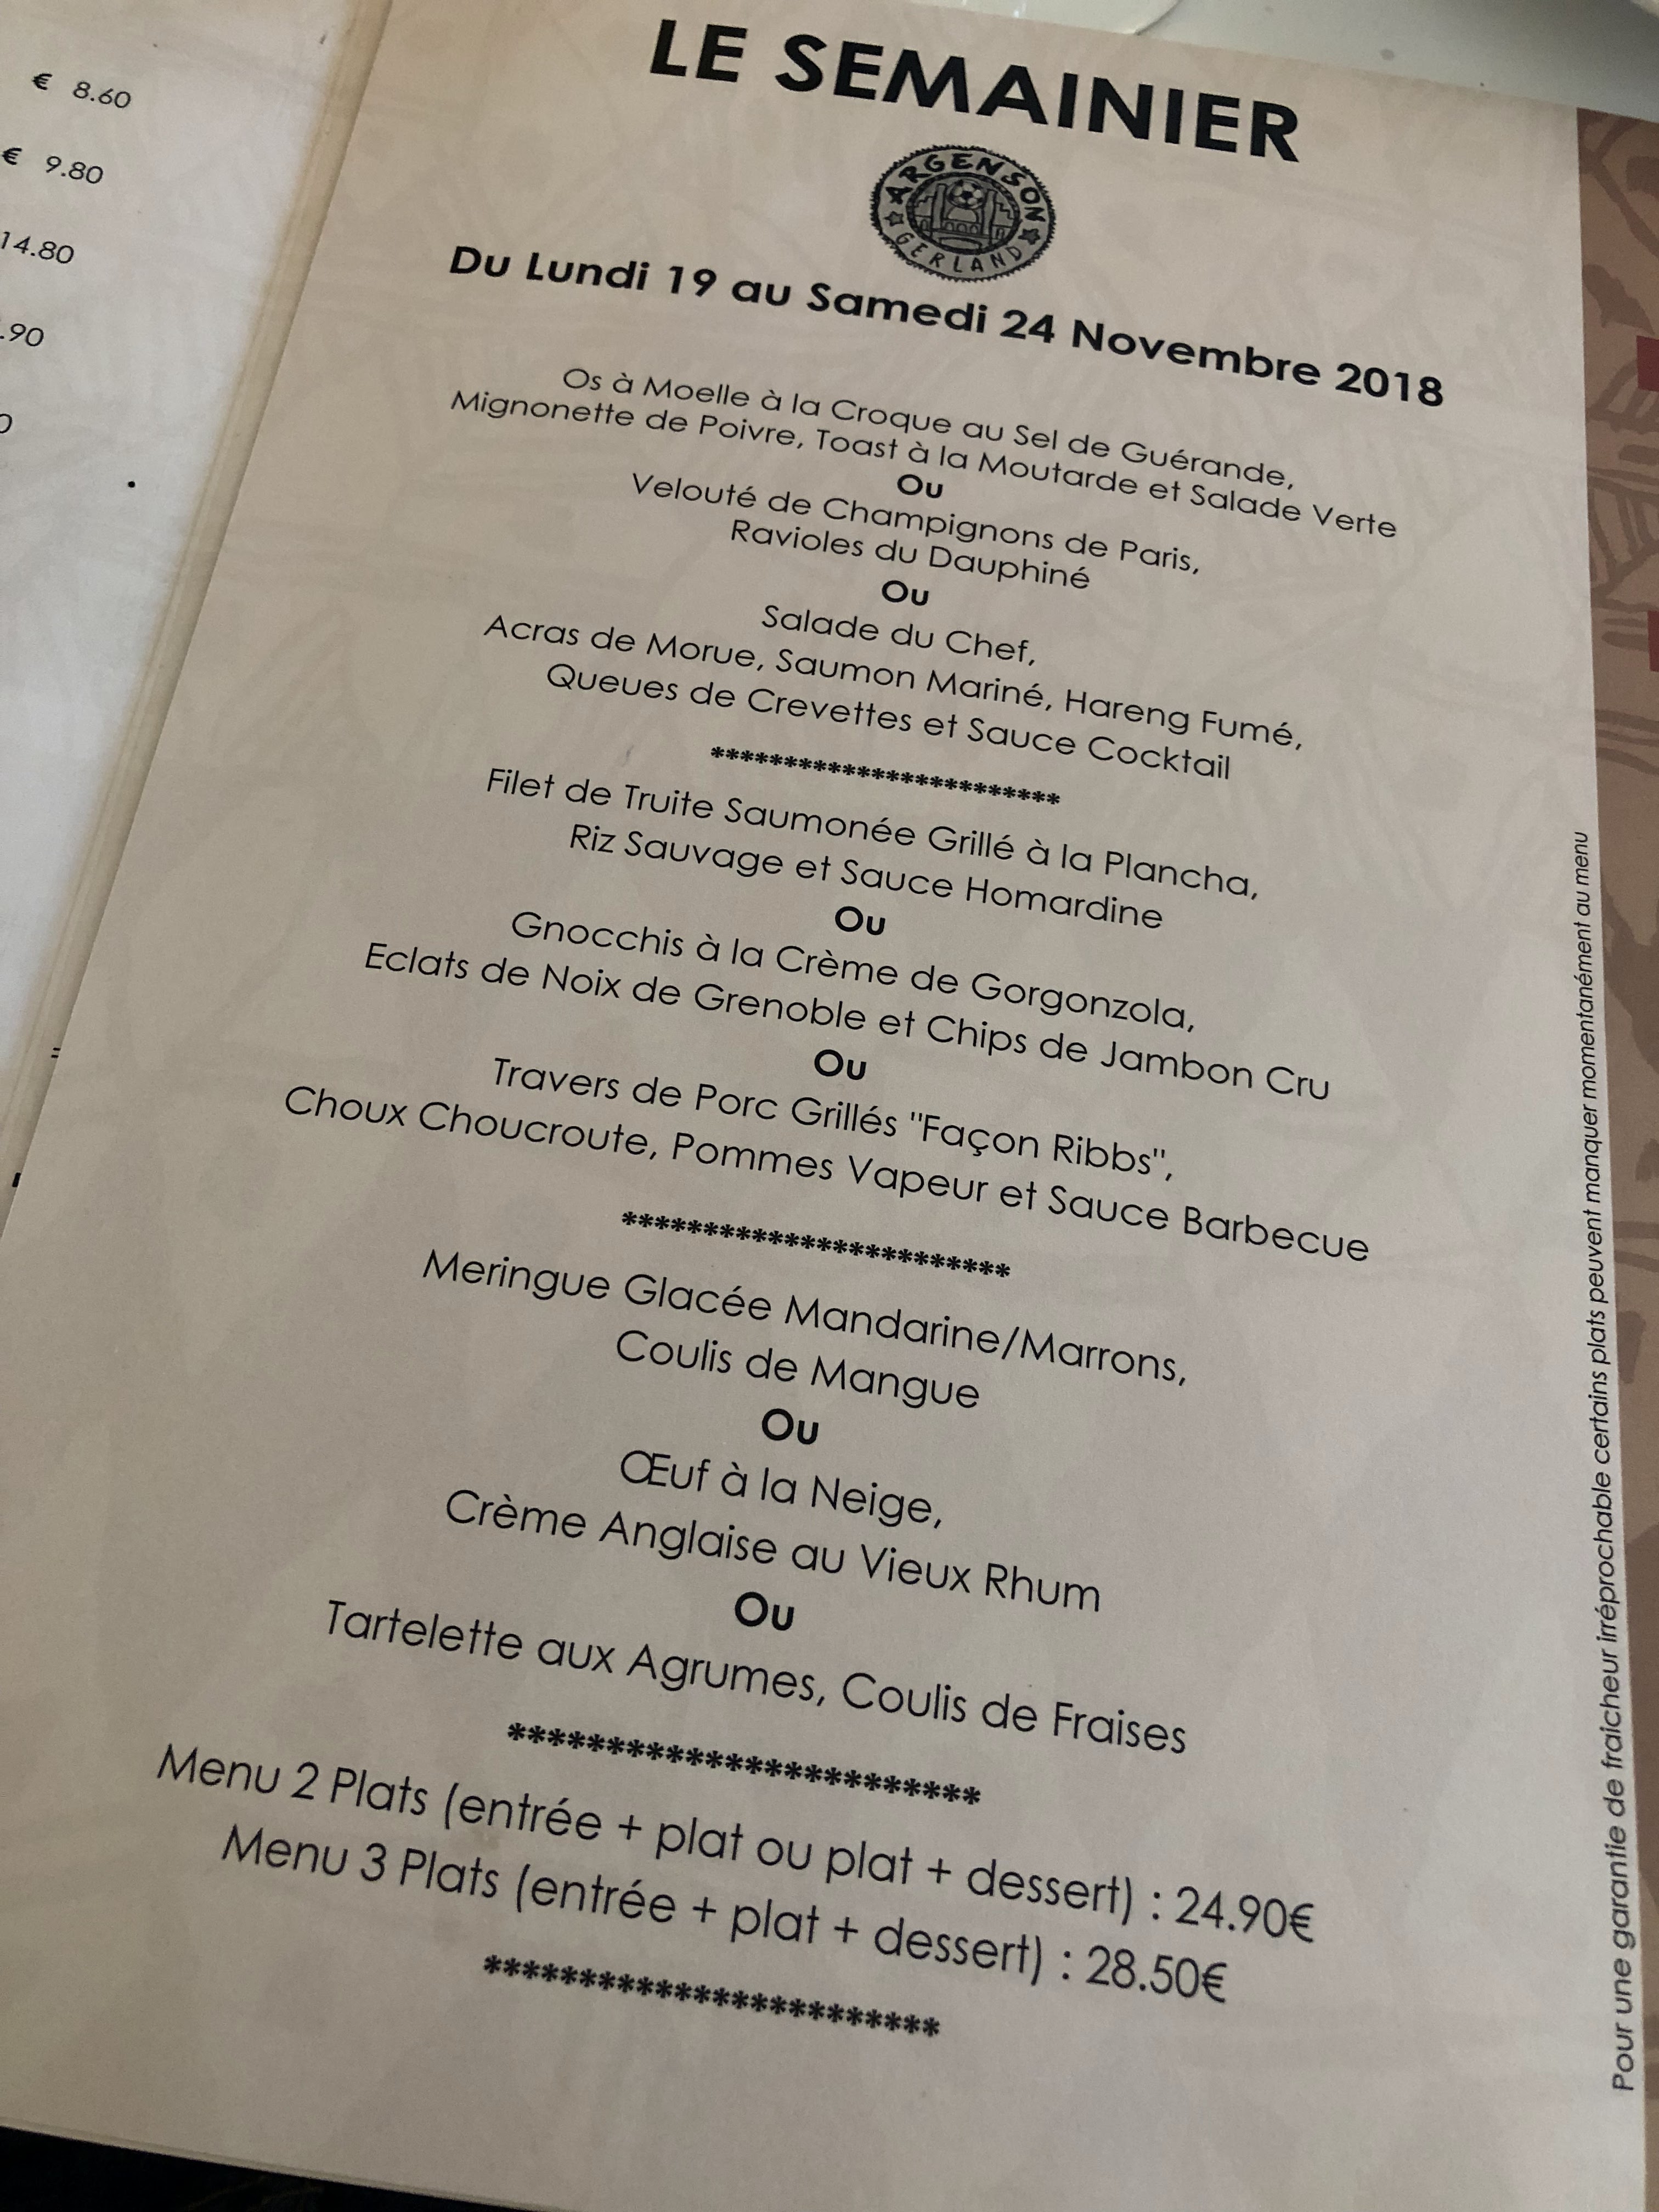 € 8.60
€ 9.80
14.80
.90
0
LE SEMAINIER
ARGENSON
GERLAND
Du Lundi 19 au Samedi 24 Novembre 2018
Os à Moelle à la Croque au Sel de Guérande,
Mignonette de Poivre, Toast à la Moutarde et Salade Verte
Ou
Velouté de Champignons de Paris,
Ravioles du Dauphiné
Ou
Salade du Chef,
Acras de Morue, Saumon Mariné, Hareng Fumé,
Queues de Crevettes et Sauce Cocktail
************************
Filet de Truite Saumonée Grillé à la Plancha,
Riz Sauvage et Sauce Homardine
Ou
Gnocchis à la Crème de Gorgonzola,
Eclats de Noix de Grenoble et Chips de Jambon Cru
Ou
Travers de Porc Grillés "Façon Ribbs",
Choux Choucroute, Pommes Vapeur et Sauce Barbecue
************************
Meringue Glacée Mandarine/Marrons,
Coulis de Mangue
Ou
Œuf à la Neige,
Crème Anglaise au Vieux Rhum
Ou
Tartelette aux Agrumes, Coulis de Fraises
************************
Menu 2 Plats (entrée + plat ou plat + dessert) : 24.90€
Menu 3 Plats (entrée + plat + dessert) : 28.50€
************************
Pour une garantie de fraicheur irréprochable certains plats peuvent manquer momentanément au menu